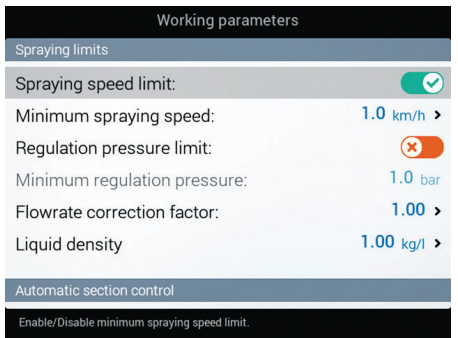 Working parameters
Spraying limits
Spraying speed limit:
Minimum spraying speed: 1.0 km/h >
Regulation pressure limit:
Minimum regulation pressure: 1.0 bar
Flowrate correction factor: 1.00 >
Liquid density 1.00 kg/l >
Automatic section control
Enable/Disable minimum spraying speed limit.